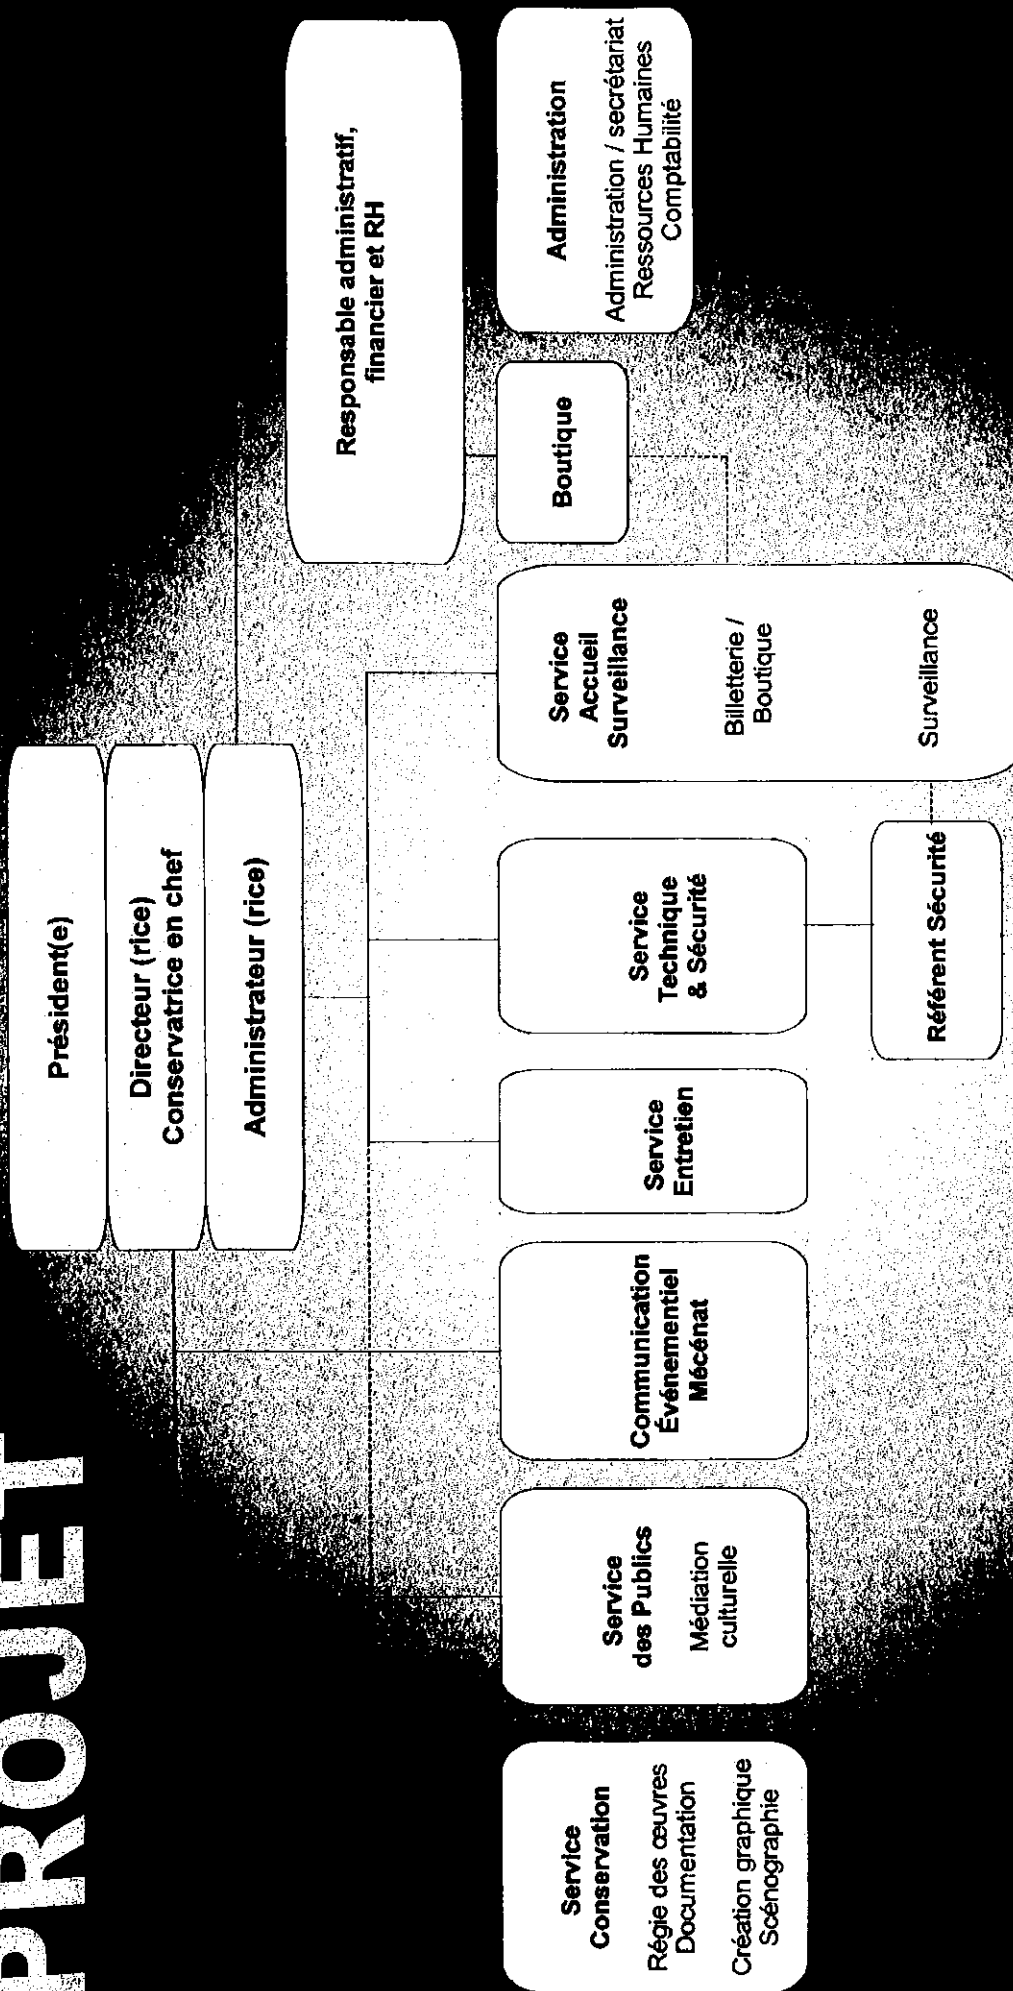 PROJET
Président(e)
Directeur (rice)
Conservatrice en chef
Administrateur (rice)
Responsable administratif,
financier et RH
Service
Conservation
Régie des œuvres
Documentation
Création graphique
Scénographie
Service
des Publics
Médiation
culturelle
Communication
Événementiel
Mécénat
Service
Entretien
Service
Technique
& Sécurité
Référent Sécurité
Service
Accueil
Surveillance
Billetterie /
Boutique
Surveillance
Boutique
Administration
Administration / secrétariat
Ressources Humaines
Comptabilité